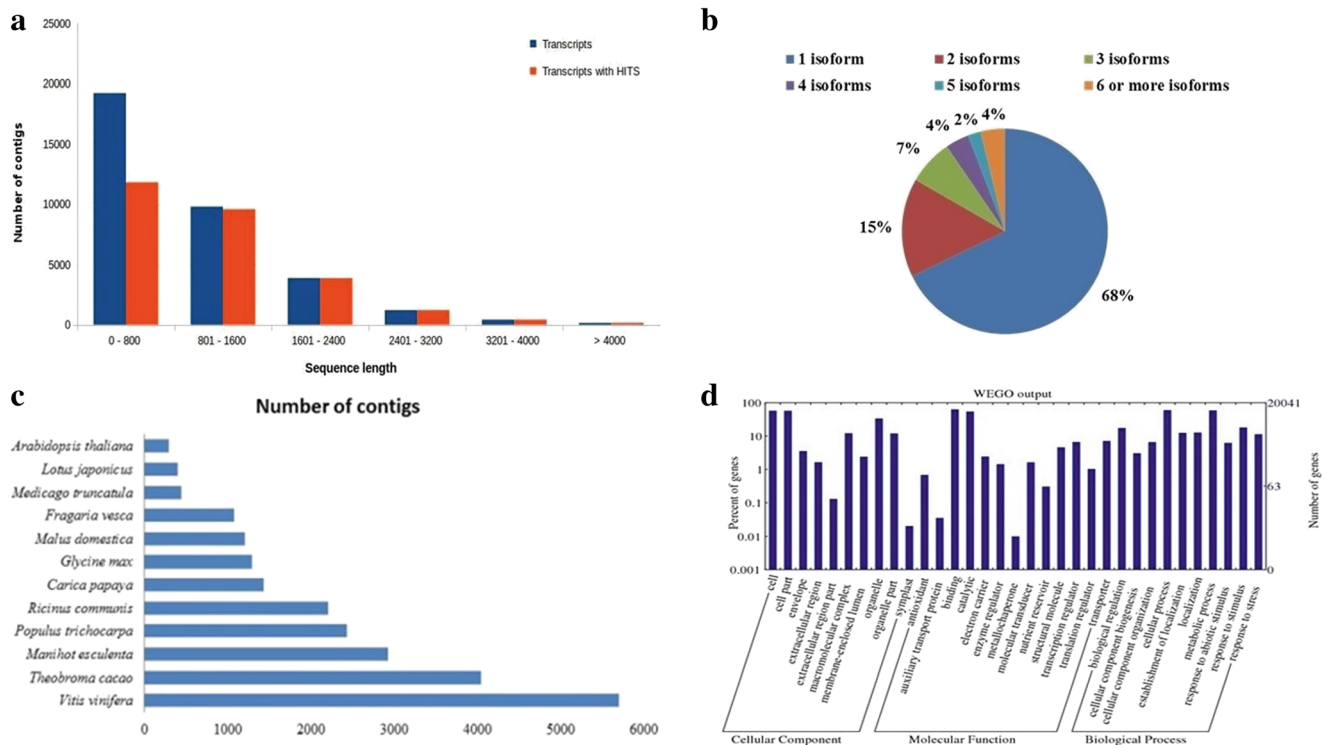 a
25000
20000
15000
10000
5000
0
Number of contigs
Transcripts
Transcripts with HITS
0 - 800
801 - 1600
1601 - 2400
2401 - 3200
3201 - 4000
> 4000
Sequence length
b
1 isoform
2 isoforms
3 isoforms
4 isoforms
5 isoforms
6 or more isoforms
4%
2%
4%
7%
15%
68%
c
Number of contigs
Arabidopsis thaliana
Lotus japonicus
Medicago truncatula
Fragaria vesca
Malus domestica
Glycine max
Carica papaya
Ricinus communis
Populus trichocarpa
Manihot esculenta
Theobroma cacao
Vitis vinifera
0
1000
2000
3000
4000
5000
6000
d
WEGO output
100
10
1
0.1
0.01
0.001
Percent of genes
20041
63
0
Number of genes
cell
cell part
envelope
extracellular region
extracellular region part
macromolecular complex
membrane-enclosed lumen
organelle
organelle part
symplast
antioxidant
auxiliary transport protein
binding
catalytic
electron carrier
enzyme regulator
metallochaperone
molecular transducer
nutrient reservoir
structural molecule
transcription regulator
translation regulator
transporter
biological regulation
cellular component biogenesis
cellular component organization
cellular process
establishment of localization
localization
metabolic process
response to abiotic stimulus
response to stimulus
response to stress
Cellular Component
Molecular Function
Biological Process